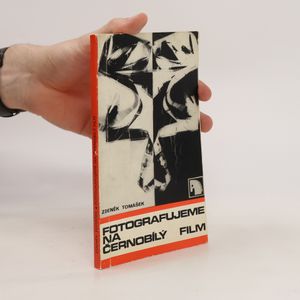 ZDENĚK TOMÁŠEK
FOTOGRAFUJEME
NA
ČERNOBÍLÝ FILM